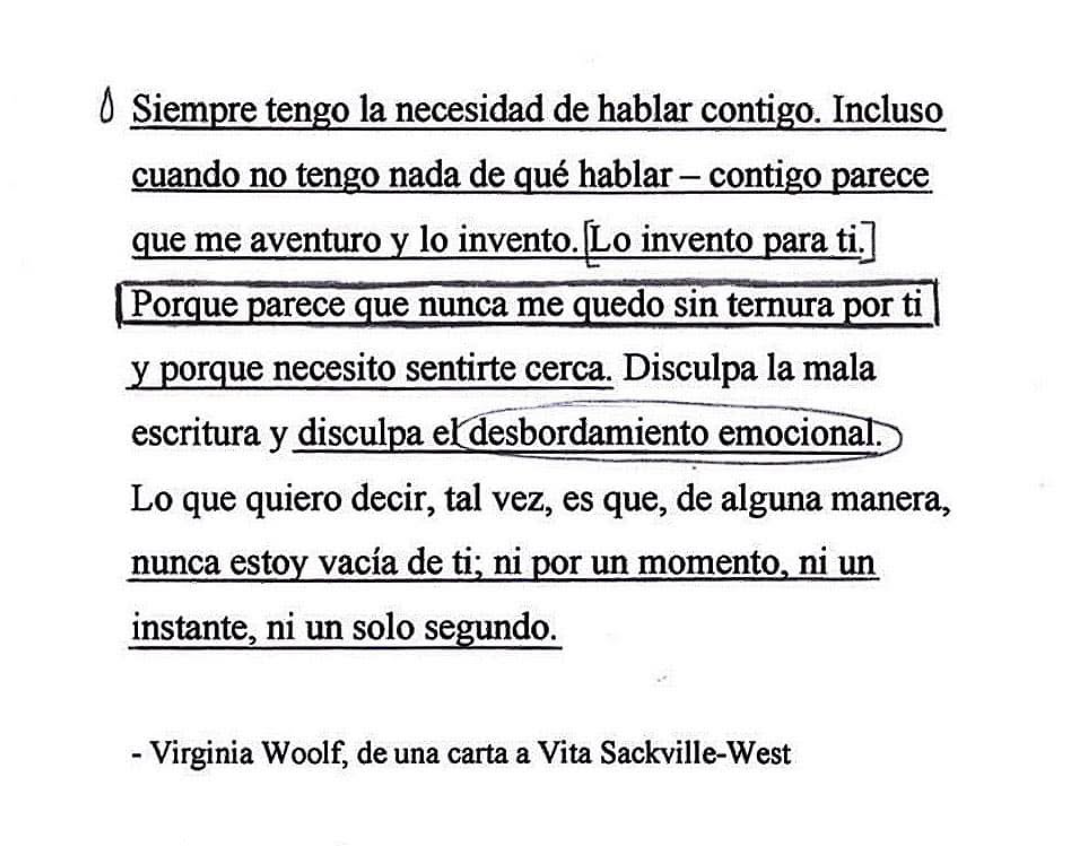 Siempre tengo la necesidad de hablar contigo. Incluso
cuando no tengo nada de qué hablar – contigo parece
que me aventuro y lo invento. [Lo invento para ti.]
Porque parece que nunca me quedo sin ternura por ti
y porque necesito sentirte cerca. Disculpa la mala
escritura y disculpa el desbordamiento emocional.
Lo que quiero decir, tal vez, es que, de alguna manera,
nunca estoy vacía de ti; ni por un momento, ni un
instante, ni un solo segundo.
- Virginia Woolf, de una carta a Vita Sackville-West